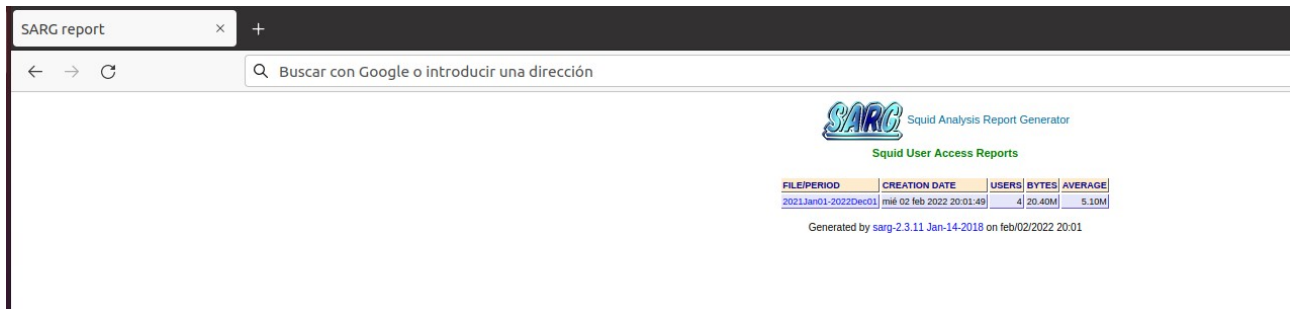 SARG report
Buscar con Google o introducir una dirección
SARG Squid Analysis Report Generator
Squid User Access Reports
FILE/PERIOD CREATION DATE USERS BYTES AVERAGE
2021Jan01-2022Dec01 mié 02 feb 2022 20:01:49 4 20.40M 5.10M
Generated by sarg-2.3.11 Jan-14-2018 on feb/02/2022 20:01